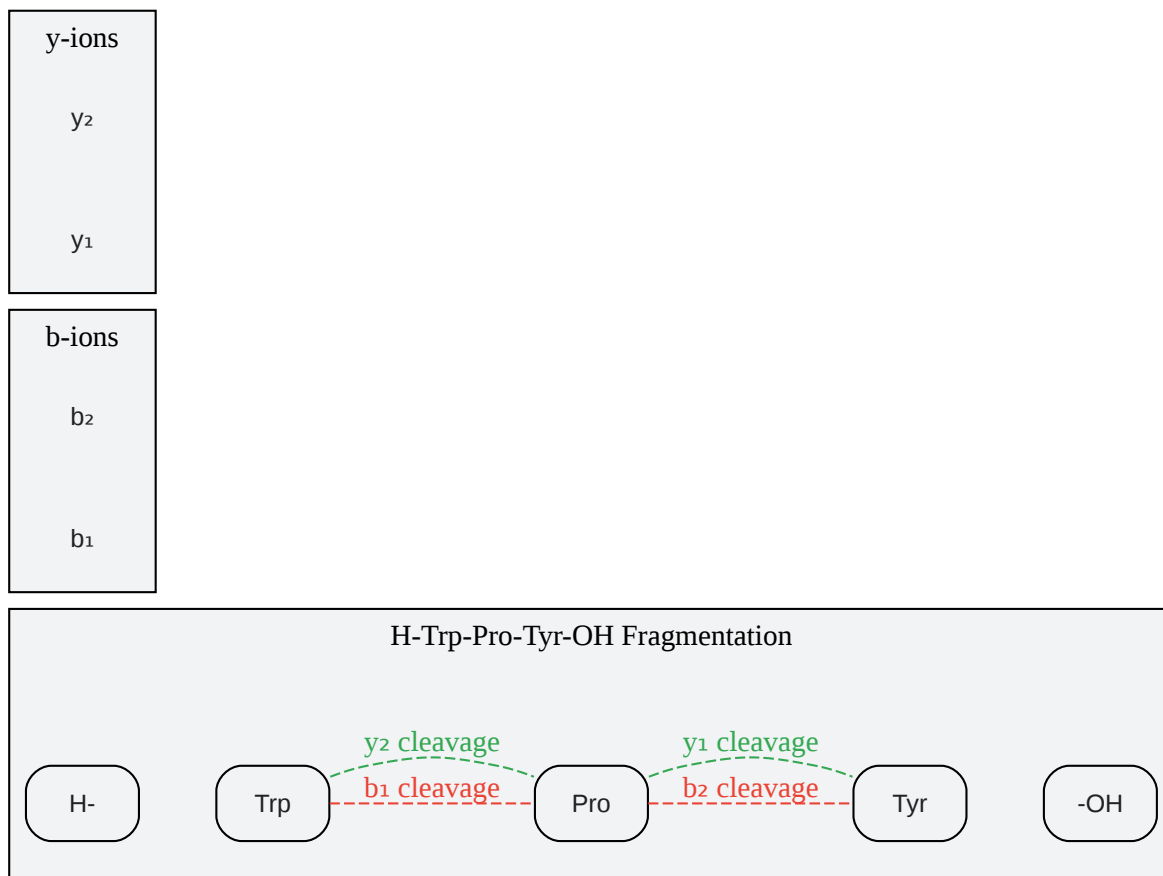 y-ions
y₂
y₁
b-ions
b₂
b₁
H-Trp-Pro-Tyr-OH Fragmentation
y₂ cleavage
y₁ cleavage
b₁ cleavage
b₂ cleavage
H-
Trp
Pro
Tyr
-OH